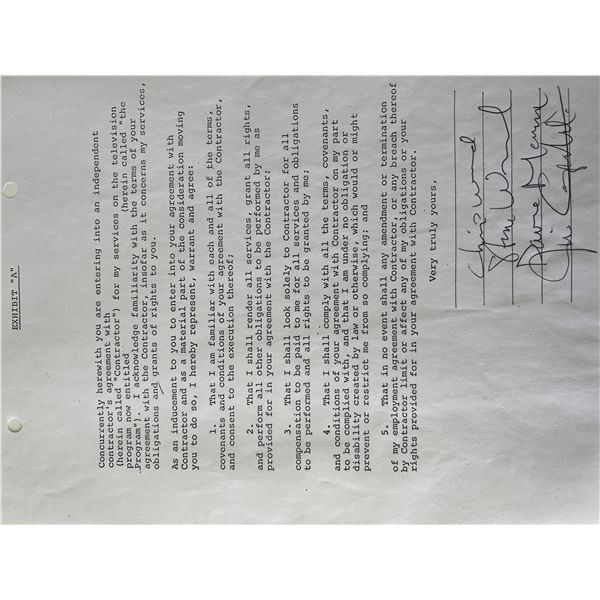 EXHIBIT "A"
Concurrently herewith you are entering into an independent
contractor's agreement with
(herein called "Contractor") for my services on the television
program now entitled (herein called "the
Program"). I acknowledge familiarity with the terms of your
agreement with the Contractor, insofar as it concerns my services,
obligations and grants of rights to you.
As an inducement to you to enter into your agreement with
Contractor and as a material part of the consideration moving
you to do so, I hereby represent, warrant and agree:
1. That I am familiar with each and all of the terms,
covenants and conditions of your agreement with the Contractor,
and consent to the execution thereof;
2. That I shall render all services, grant all rights,
and perform all other obligations to be performed by me as
provided for in your agreement with the Contractor;
3. That I shall look solely to Contractor for all
compensation to be paid to me for all services and obligations
to be performed and all rights to be granted by me;
4. That I shall comply with all the terms, covenants,
and conditions of your agreement with Contractor on my part
to be complied with, and that I am under no obligation or
disability created by law or otherwise, which would or might
prevent or restrict me from so complying; and
5. That in no event shall any amendment or termination
of my employment agreement with Contractor, or any breach thereof
by Contractor limit or affect any of my obligations or your
rights provided for in your agreement with Contractor.
Very truly yours,
Chris Wood